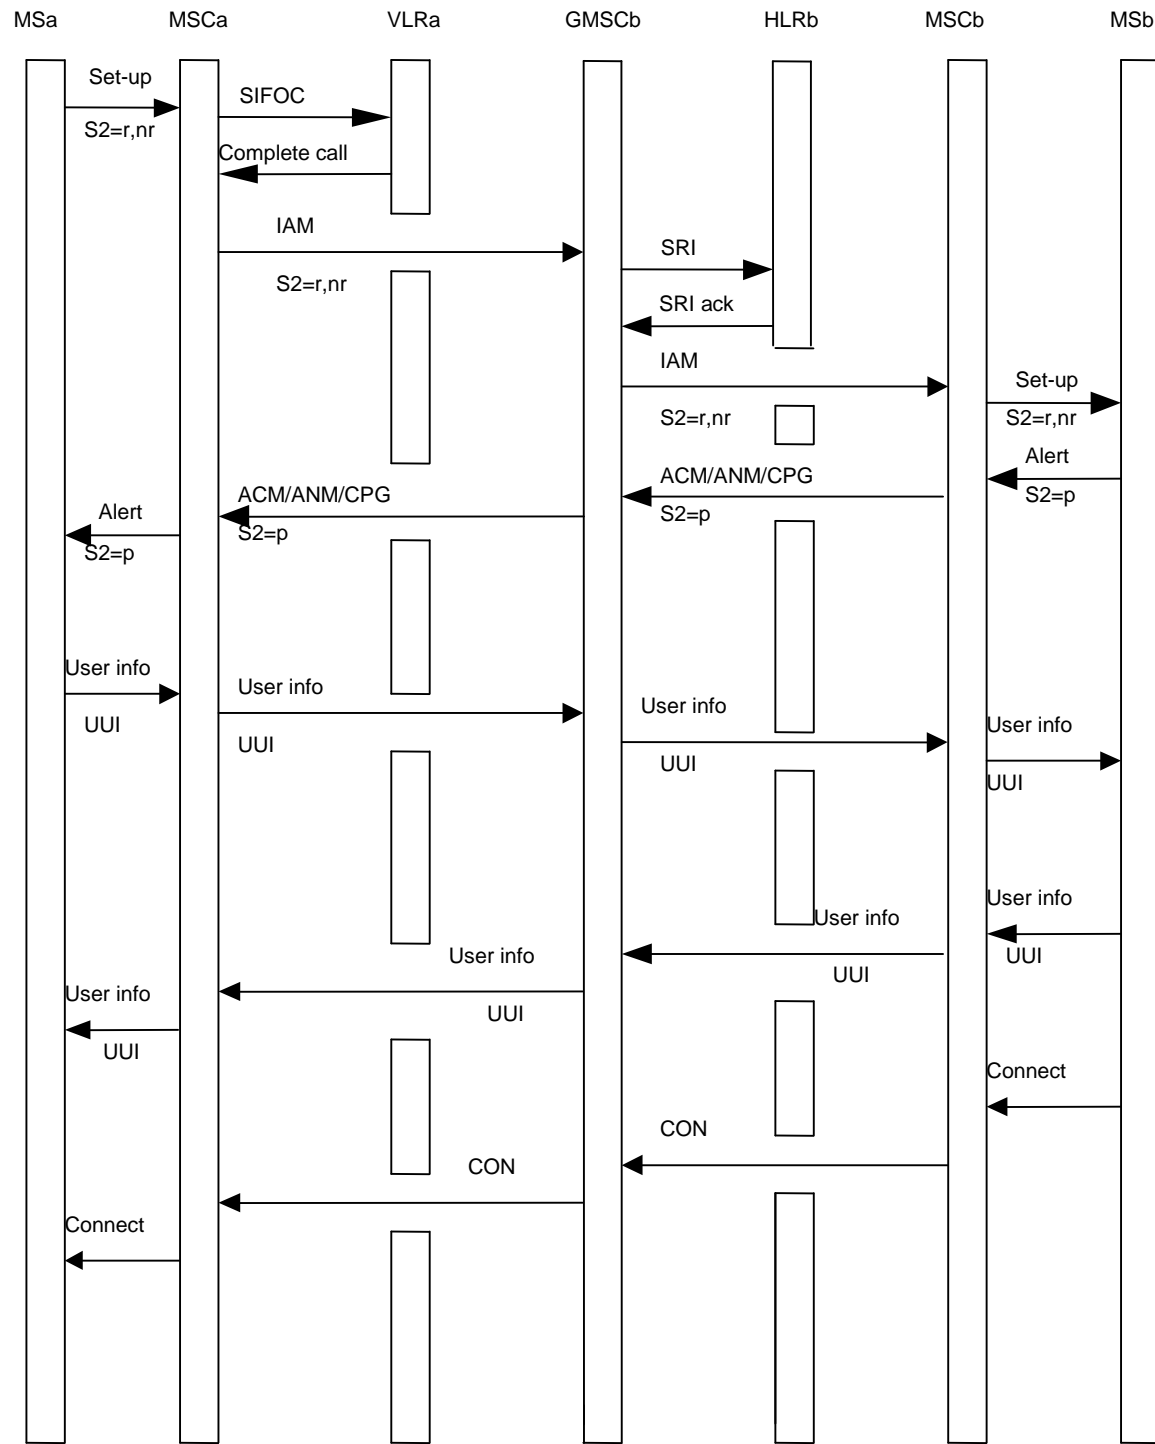 MSa MSCa VLRa GMSCb HLRb MSCb MSb
Set-up
SIFOC
S2=r,nr
Complete call
IAM
SRI
S2=r,nr
SRI ack
IAM
Set-up
S2=r,nr
S2=r,nr
Alert
ACM/ANM/CPG
ACM/ANM/CPG
S2=p
Alert
S2=p
S2=p
S2=p
User info
User info
User info
UUI
User info
UUI
UUI
UUI
User info
User info
User info
UUI
UUI
User info
UUI
UUI
Connect
CON
CON
Connect